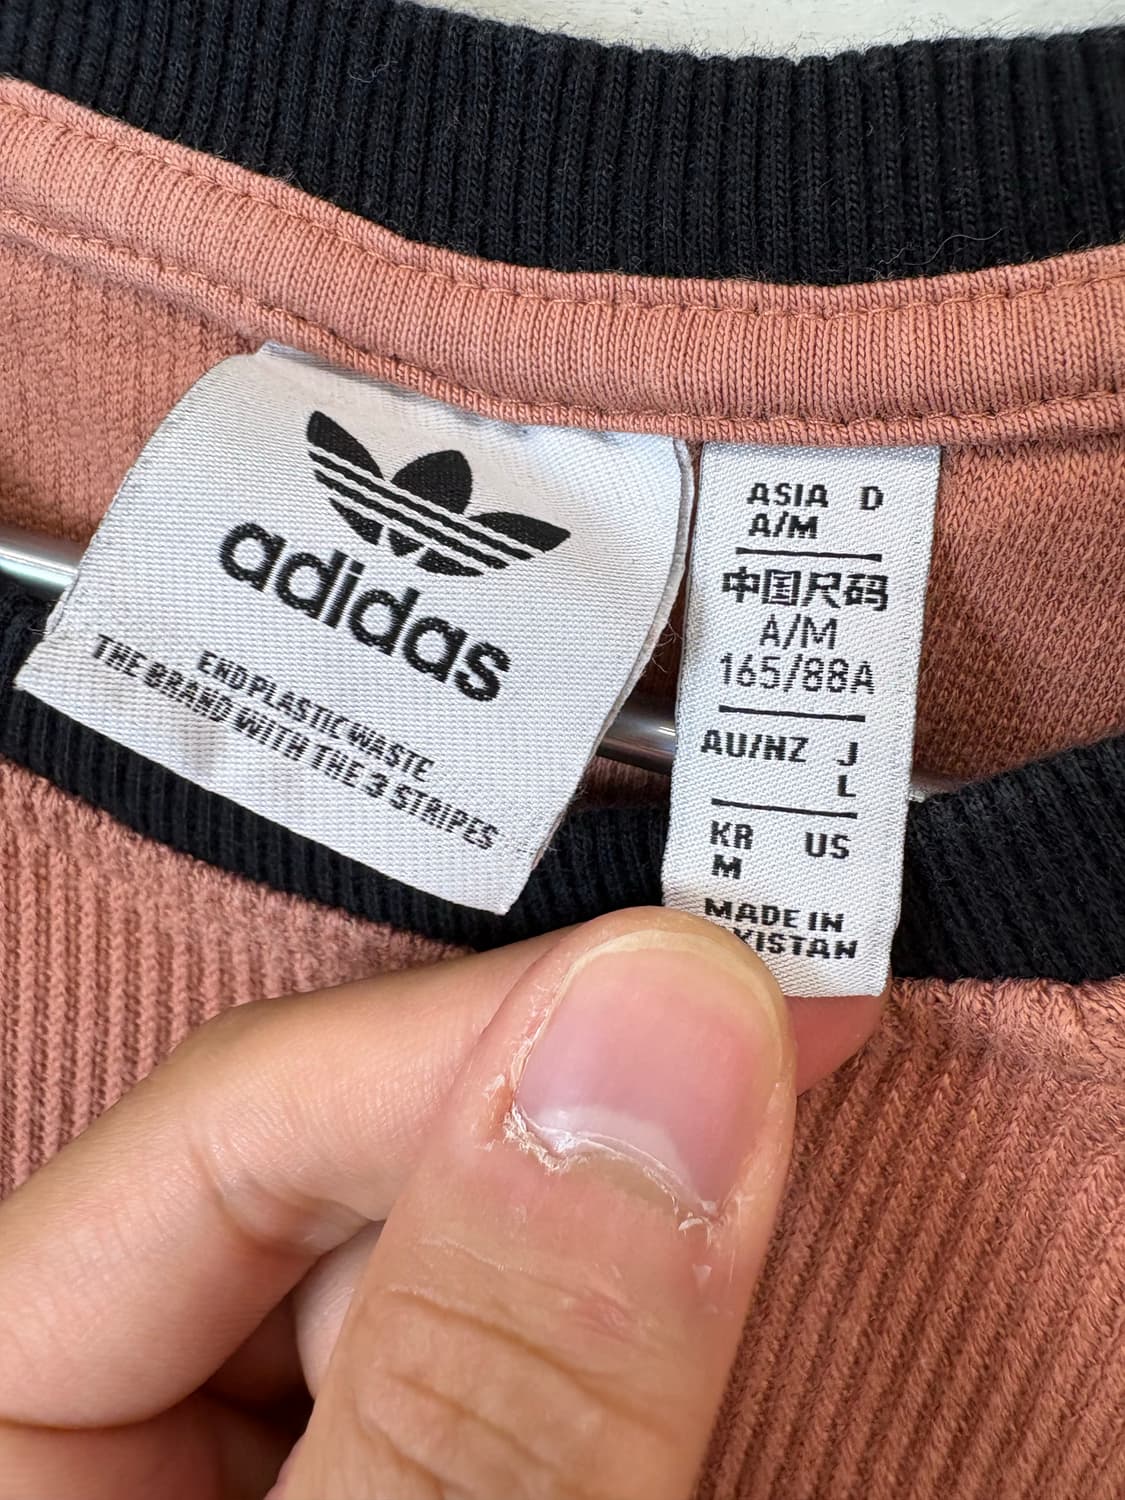 adidas
END PLASTIC WASTE
THE BRAND WITH THE 3 STRIPES
ASIA D
A/M
中国尺码
A/M
165/88A
AU/NZ J
L
KR US
M
MADE IN